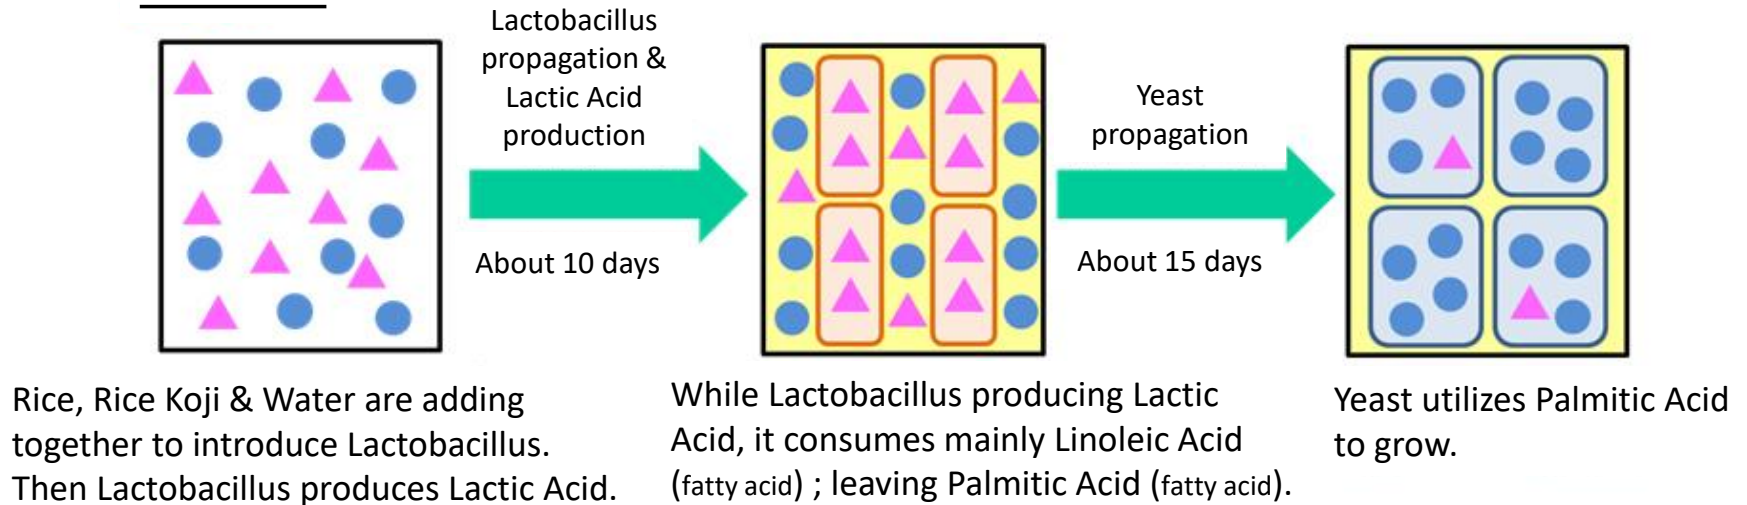 Lactobacillus
propagation &
Lactic Acid
production
About 10 days
Yeast
propagation
About 15 days
Rice, Rice Koji & Water are adding
together to introduce Lactobacillus.
Then Lactobacillus produces Lactic Acid.
While Lactobacillus producing Lactic
Acid, it consumes mainly Linoleic Acid
(fatty acid) ; leaving Palmitic Acid (fatty acid).
Yeast utilizes Palmitic Acid
to grow.